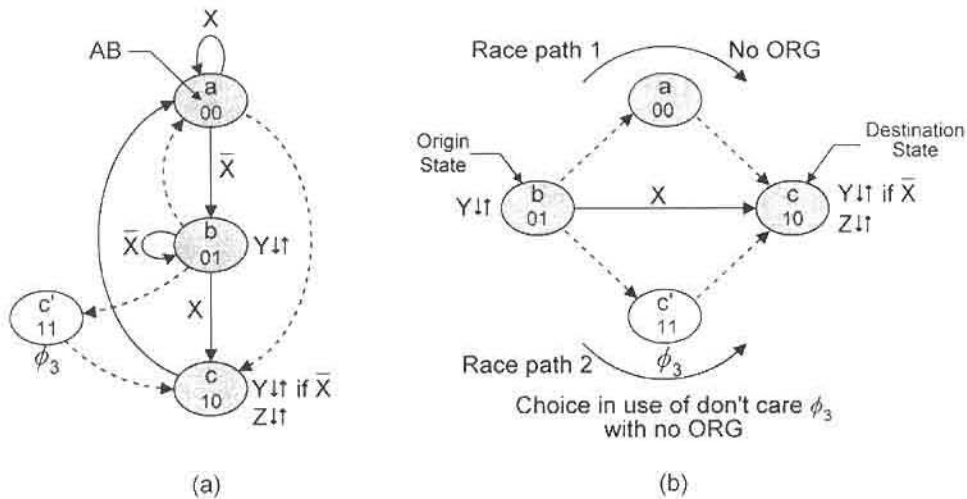 X
AB
a
00
X̄
X̄
b
01
Y↓↑
X
c'
11
ϕ₃
c
10
Y↓↑ if X̄
Z↓↑
(a)
Race path 1
No ORG
a
00
Origin
State
Destination
State
Y↓↑
b
01
X
c
10
Y↓↑ if X̄
Z↓↑
c'
11
ϕ₃
Race path 2
Choice in use of don't care ϕ₃
with no ORG
(b)